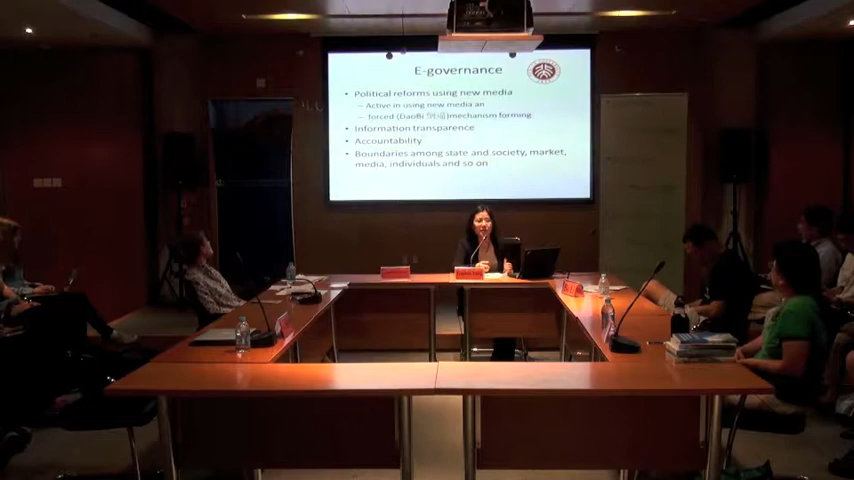 E-governance
• Political reforms using new media
– Active in using new media an
– forced (DaoBi 倒逼)mechanism forming
• Information transparence
• Accountability
• Boundaries among state and society, market,
media, individuals and so on